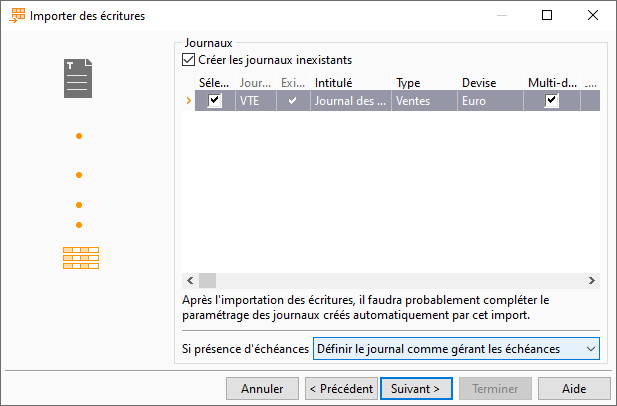 Importer des écritures
Journaux
Créer les journaux inexistants
Séle... Jour... Exi... Intitulé Type Devise Multi-d... ...
VTE Journal des ... Ventes Euro
Après l'importation des écritures, il faudra probablement compléter le
paramétrage des journaux créés automatiquement par cet import.
Si présence d'échéances Définir le journal comme gérant les échéances
Annuler < Précédent Suivant > Terminer Aide